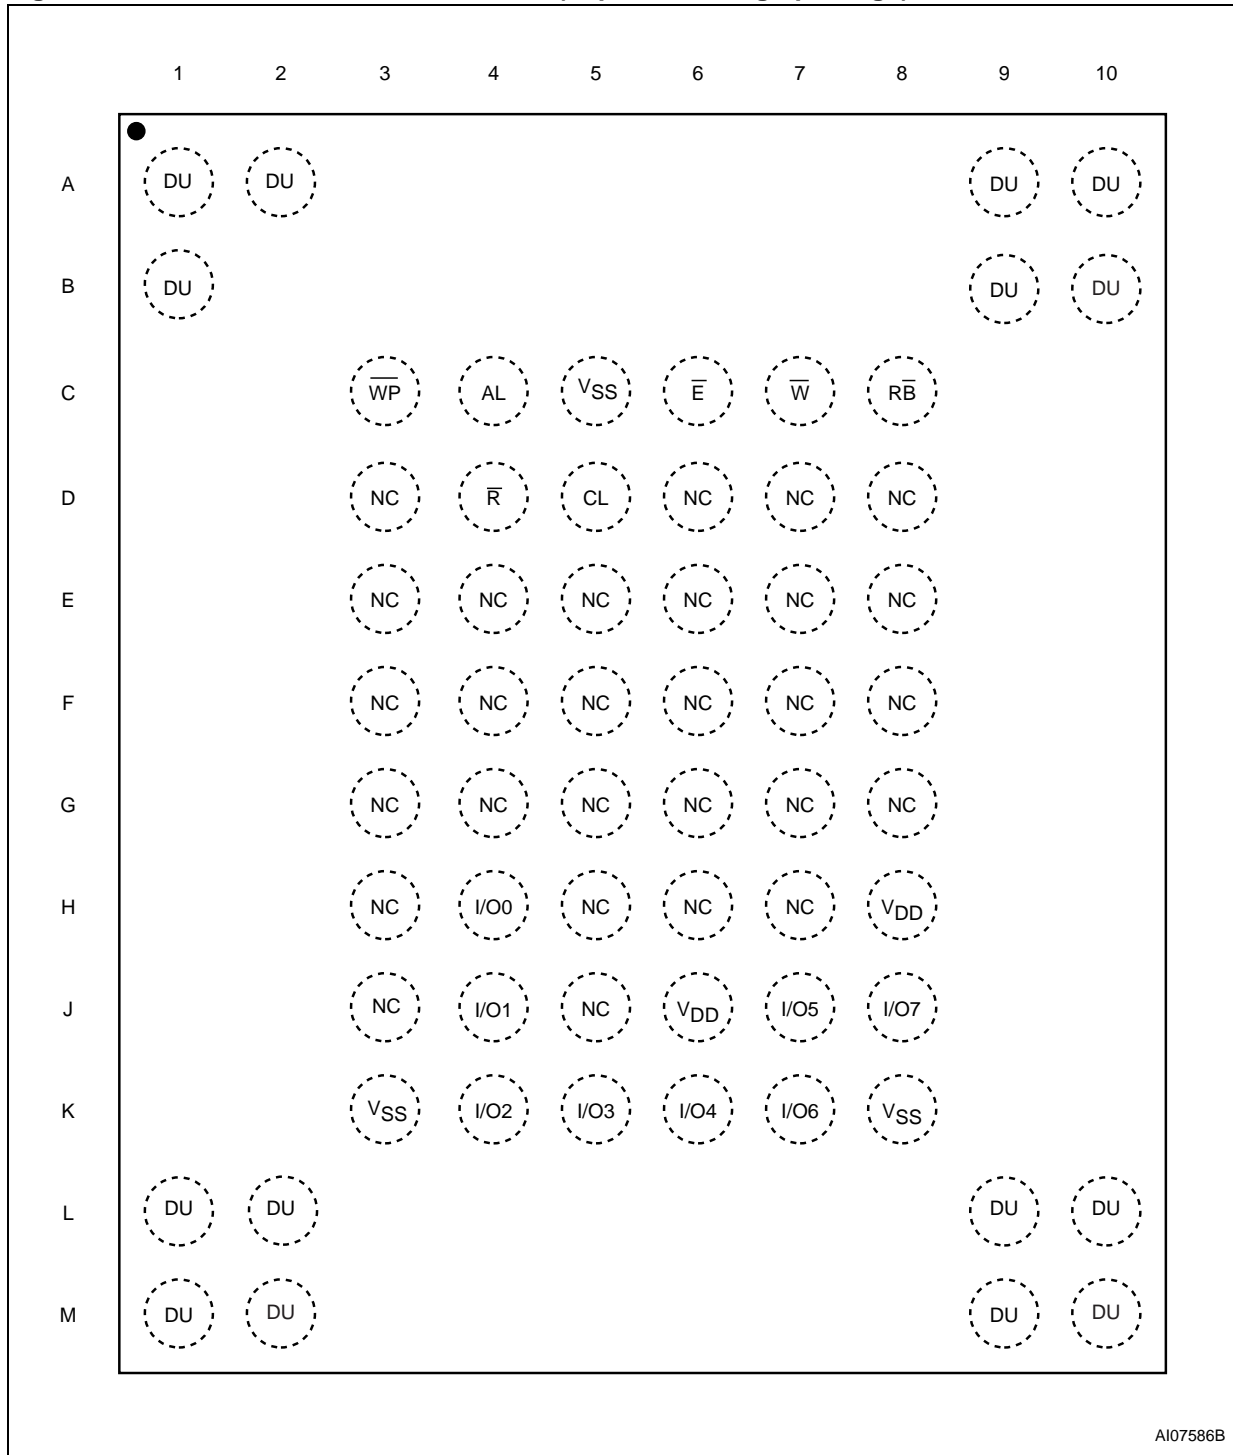 1 2 3 4 5 6 7 8 9 10
A DU DU DU DU
B DU DU DU
C W̅P̅ AL VSS E̅ W̅ RB̅
D NC R̅ CL NC NC NC
E NC NC NC NC NC NC
F NC NC NC NC NC NC
G NC NC NC NC NC NC
H NC I/O0 NC NC NC VDD
J NC I/O1 NC VDD I/O5 I/O7
K VSS I/O2 I/O3 I/O4 I/O6 VSS
L DU DU DU DU
M DU DU DU DU
AI07586B